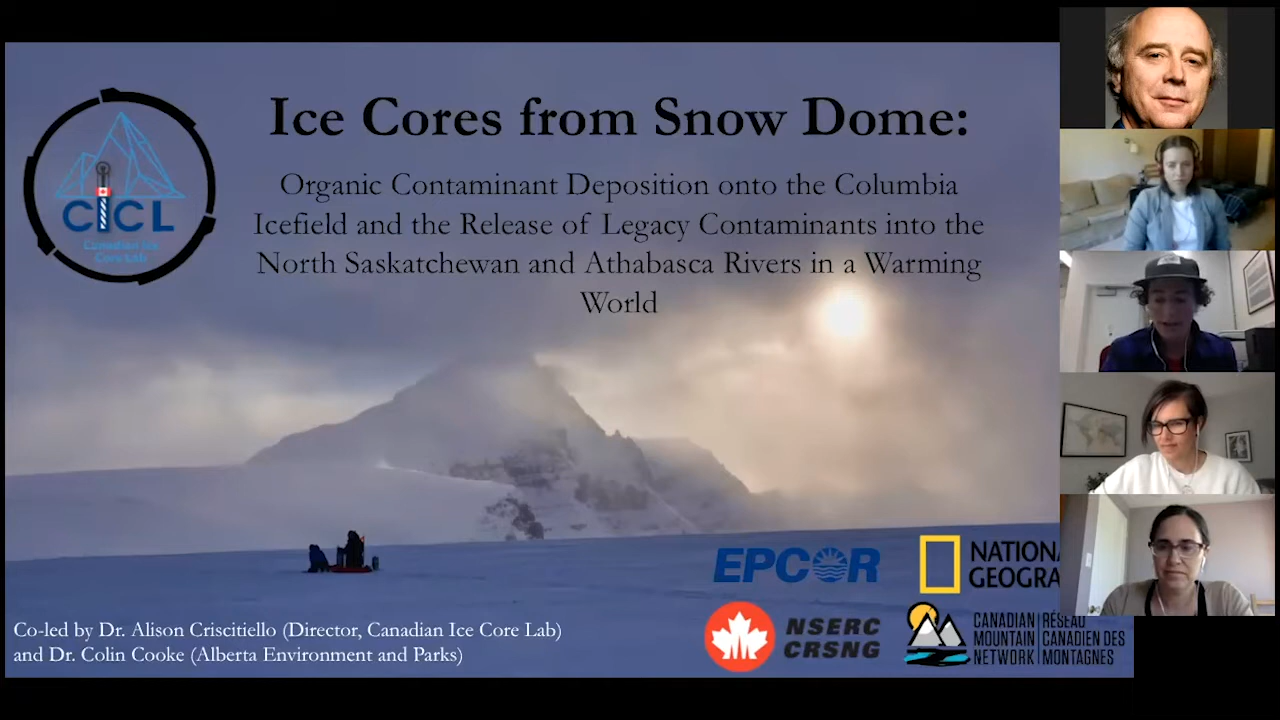 Ice Cores from Snow Dome:
Organic Contaminant Deposition onto the Columbia
Icefield and the Release of Legacy Contaminants into the
North Saskatchewan and Athabasca Rivers in a Warming
World
CICL
Canadian Ice
Core Lab
EPCOR
NATIONA
GEOGRA
NSERC
CRSNG
CANADIAN
MOUNTAIN
NETWORK
RÉSEAU
CANADIEN DES
MONTAGNES
Co-led by Dr. Alison Criscitiello (Director, Canadian Ice Core Lab)
and Dr. Colin Cooke (Alberta Environment and Parks)